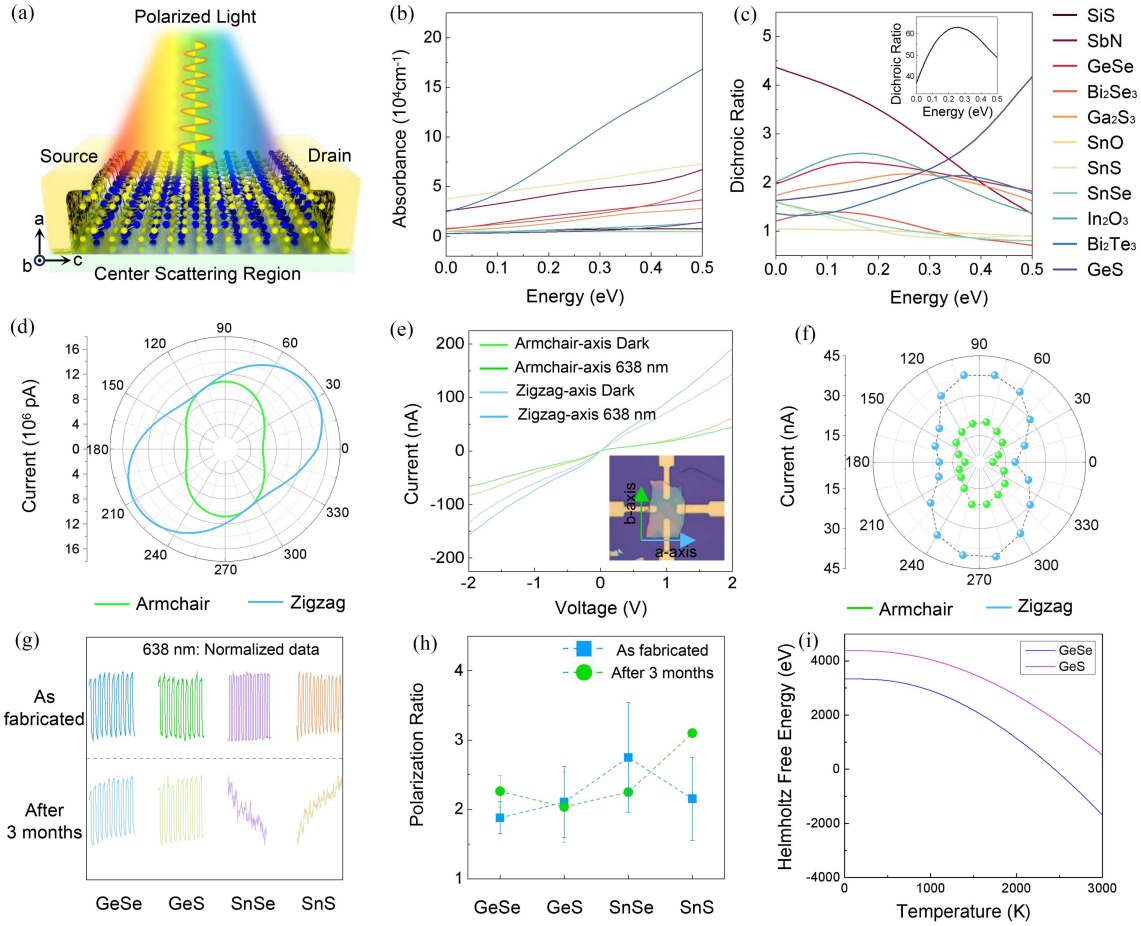 (a)
Polarized Light
Source
Drain
a
b
c
Center Scattering Region
(b)
Absorbance (10⁴cm⁻¹)
20
15
10
5
0
0.0 0.1 0.2 0.3 0.4 0.5
Energy (eV)
(c)
Dichroic Ratio
5
4
3
2
1
0.0 0.1 0.2 0.3 0.4 0.5
Energy (eV)
Dichroic Ratio
60
50
40
0.0 0.1 0.2 0.3 0.4 0.5
Energy (eV)
SiS
SbN
GeSe
Bi₂Se₃
Ga₂S₃
SnO
SnS
SnSe
In₂O₃
Bi₂Te₃
GeS
(d)
Current (10⁶ pA)
16
12
8
4
0
4
8
12
16
90
60
30
0
330
300
270
240
210
180
150
120
Armchair
Zigzag
(e)
Current (nA)
200
100
0
-100
-200
Armchair-axis Dark
Armchair-axis 638 nm
Zigzag-axis Dark
Zigzag-axis 638 nm
b-axis
a-axis
-2 -1 0 1 2
Voltage (V)
(f)
Current (nA)
45
30
15
0
15
30
45
90
60
30
0
330
300
270
240
210
180
150
120
Armchair
Zigzag
(g)
638 nm: Normalized data
As
fabricated
After
3 months
GeSe GeS SnSe SnS
(h)
Polarization Ratio
4
3
2
1
As fabricated
After 3 months
GeSe GeS SnSe SnS
(i)
Helmholtz Free Energy (eV)
4000
2000
0
-2000
-4000
GeSe
GeS
0 1000 2000 3000
Temperature (K)